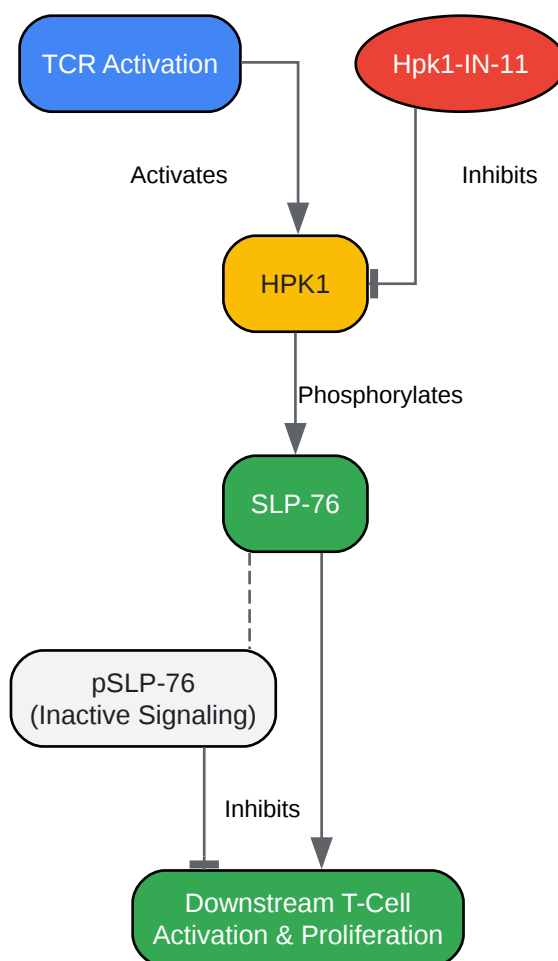 TCR Activation
Hpk1-IN-11
Activates
Inhibits
HPK1
Phosphorylates
SLP-76
pSLP-76
(Inactive Signaling)
Inhibits
Downstream T-Cell
Activation & Proliferation